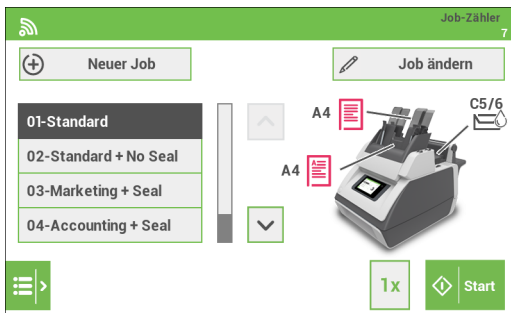 Job-Zähler
7
Neuer Job
Job ändern
01-Standard
02-Standard + No Seal
03-Marketing + Seal
04-Accounting + Seal
A4
C5/6
A4
1x
Start